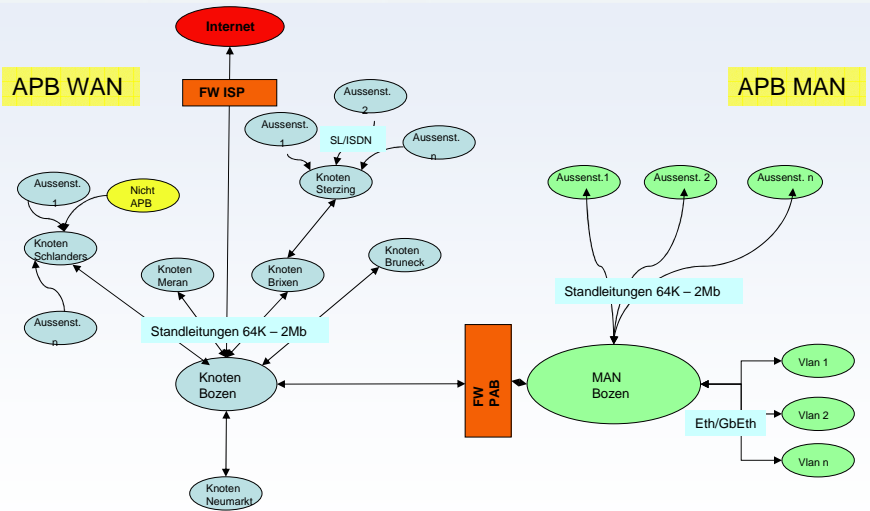 Internet
APB WAN
FW ISP
APB MAN
Aussenst.
2
Aussenst.
1
SL/ISDN
Aussenst.
n
Knoten
Sterzing
Aussenst.
1
Nicht
APB
Aussenst.1
Aussenst. 2
Aussenst. n
Knoten
Schlanders
Knoten
Meran
Knoten
Brixen
Knoten
Bruneck
Standleitungen 64K – 2Mb
Aussenst.
n
Standleitungen 64K – 2Mb
Knoten
Bozen
FW
PAB
MAN
Bozen
Vlan 1
Vlan 2
Eth/GbEth
Vlan n
Knoten
Neumarkt